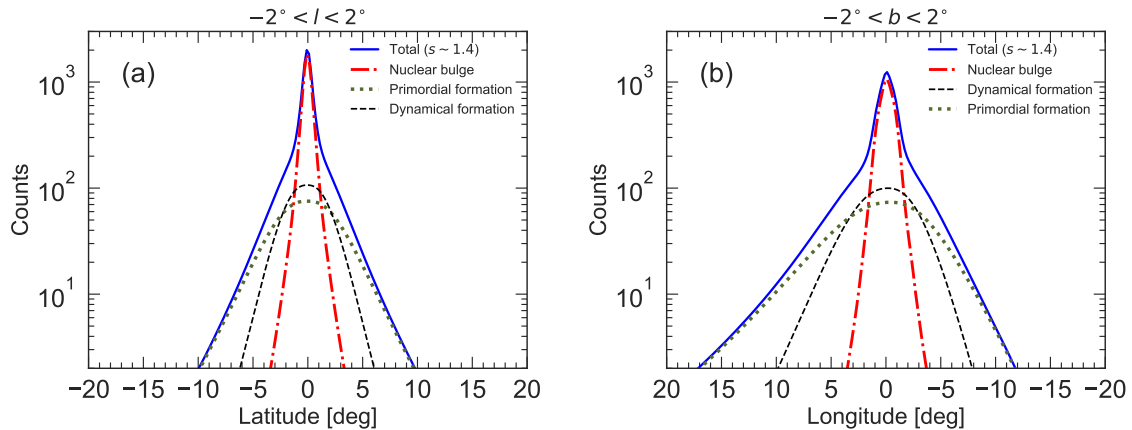 −2° < l < 2°
(a)
Total (s ~ 1.4)
Nuclear bulge
Primordial formation
Dynamical formation
Counts
10³
10²
10¹
−20 −15 −10 −5 0 5 10 15 20
Latitude [deg]
−2° < b < 2°
(b)
Total (s ~ 1.4)
Nuclear bulge
Dynamical formation
Primordial formation
Counts
10³
10²
10¹
20 15 10 5 0 -5 −10 −15 −20
Longitude [deg]